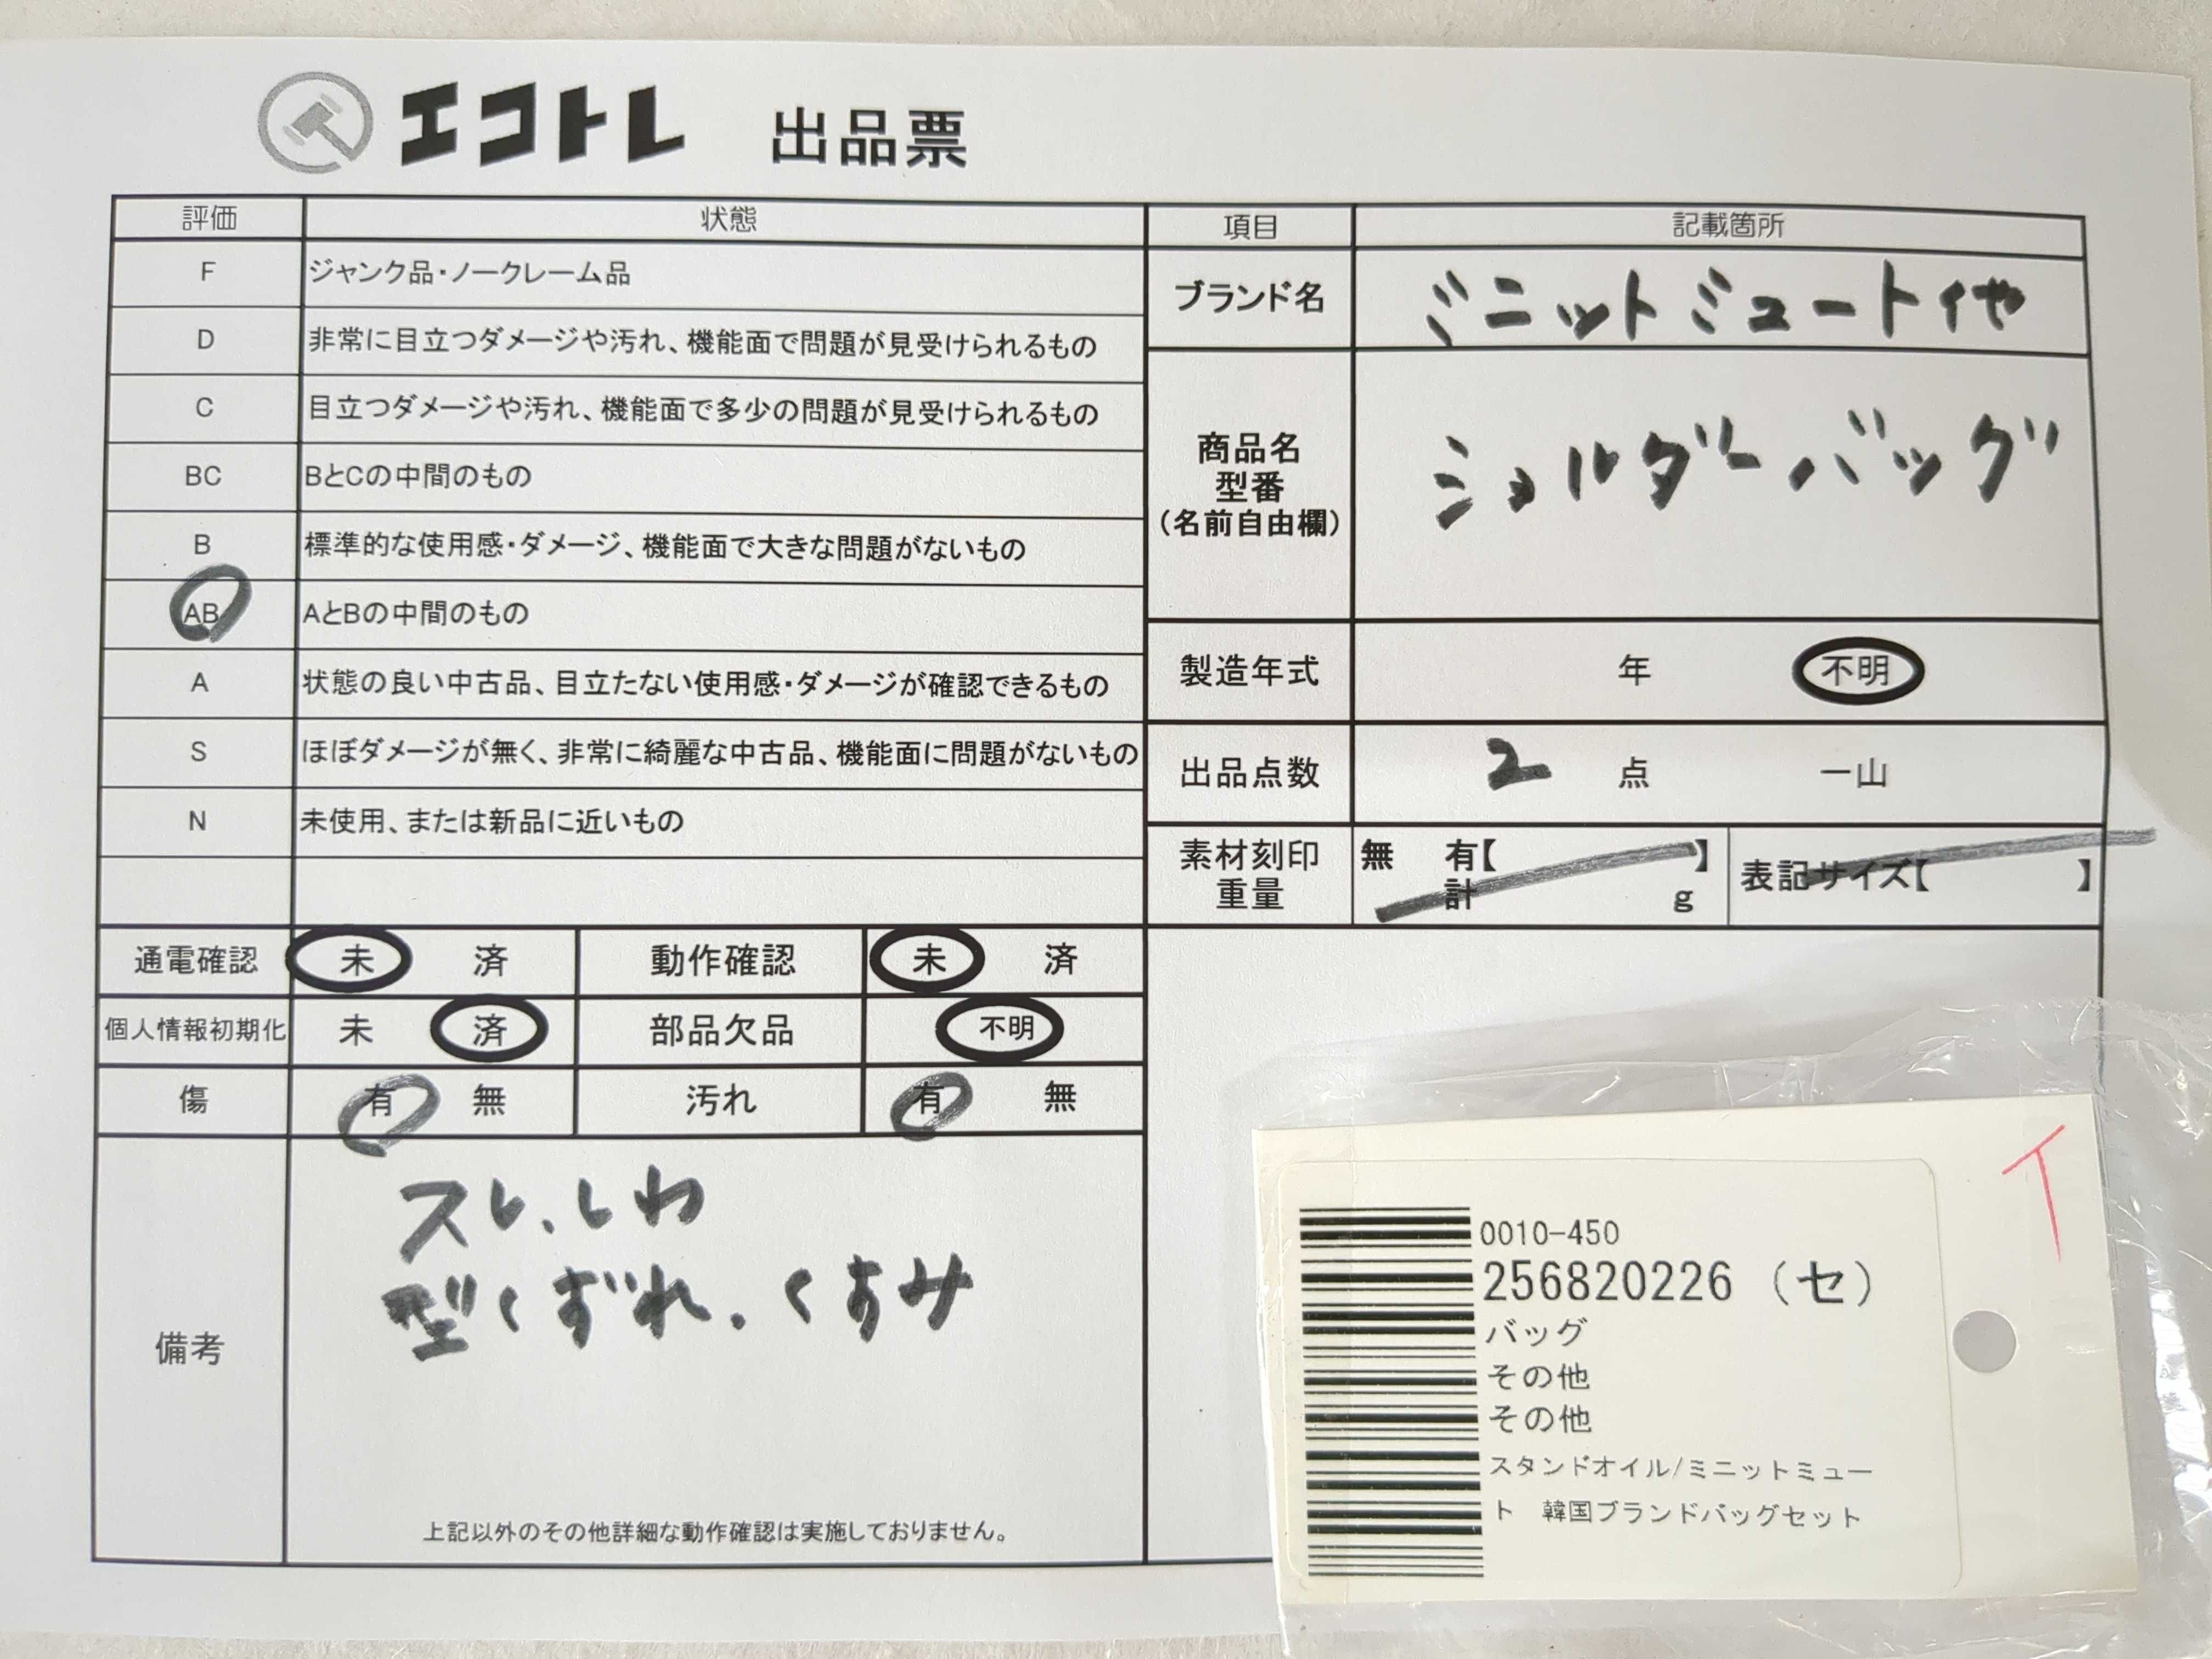 エコトレ 出品票
評価 状態
F ジャンク品・ノークレーム品
D 非常に目立つダメージや汚れ、機能面で問題が見受けられるもの
C 目立つダメージや汚れ、機能面で多少の問題が見受けられるもの
BC BとCの中間のもの
B 標準的な使用感・ダメージ、機能面で大きな問題がないもの
AB AとBの中間のもの
A 状態の良い中古品、目立たない使用感・ダメージが確認できるもの
S ほぼダメージが無く、非常に綺麗な中古品、機能面に問題がないもの
N 未使用、または新品に近いもの
項目 記載箇所
ブランド名 ミニットミュート他
商品名
型番
（名前自由欄）
ショルダーバッグ
製造年式 年 不明
出品点数 2 点 一山
素材刻印 無 有【 】
重量 計 g
表記サイズ【 】
通電確認 未 済 動作確認 未 済
個人情報初期化 未 済 部品欠品 不明
傷 有 無 汚れ 有 無
備考
スレ、しわ
型くずれ、くすみ
上記以外のその他詳細な動作確認は実施しておりません。
イ
0010-450
256820226（セ）
バッグ
その他
その他
スタンドオイル/ミニットミュー
ト 韓国ブランドバッグセット